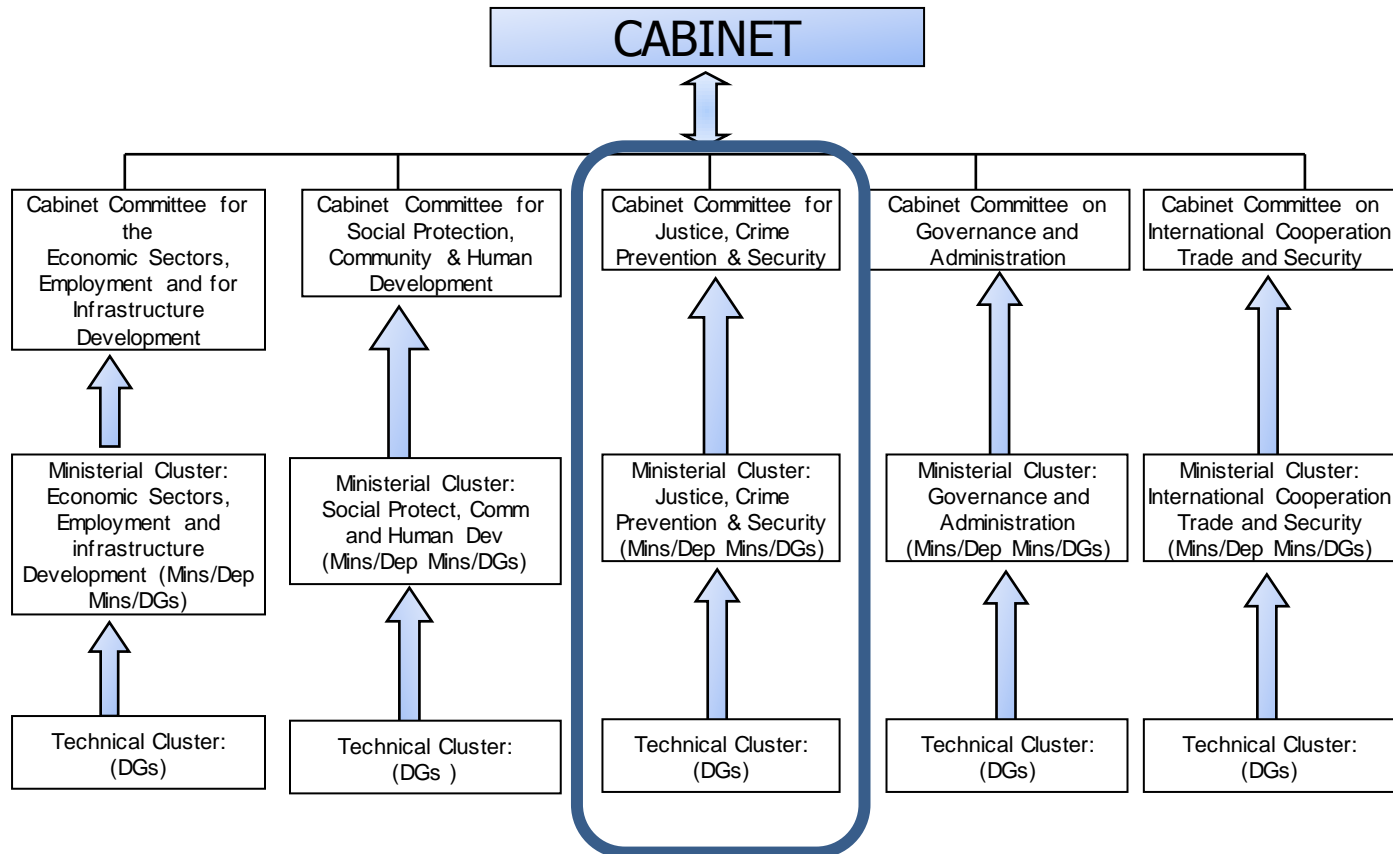 CABINET
Cabinet Committee for
the
Economic Sectors,
Employment and for
Infrastructure
Development
Cabinet Committee for
Social Protection,
Community & Human
Development
Cabinet Committee for
Justice, Crime
Prevention & Security
Cabinet Committee on
Governance and
Administration
Cabinet Committee on
International Cooperation
Trade and Security
Ministerial Cluster:
Economic Sectors,
Employment and
infrastructure
Development (Mins/Dep
Mins/DGs)
Ministerial Cluster:
Social Protect, Comm
and Human Dev
(Mins/Dep Mins/DGs)
Ministerial Cluster:
Justice, Crime
Prevention & Security
(Mins/Dep Mins/DGs)
Ministerial Cluster:
Governance and
Administration
(Mins/Dep Mins/DGs)
Ministerial Cluster:
International Cooperation
Trade and Security
(Mins/Dep Mins/DGs)
Technical Cluster:
(DGs)
Technical Cluster:
(DGs )
Technical Cluster:
(DGs)
Technical Cluster:
(DGs)
Technical Cluster:
(DGs)